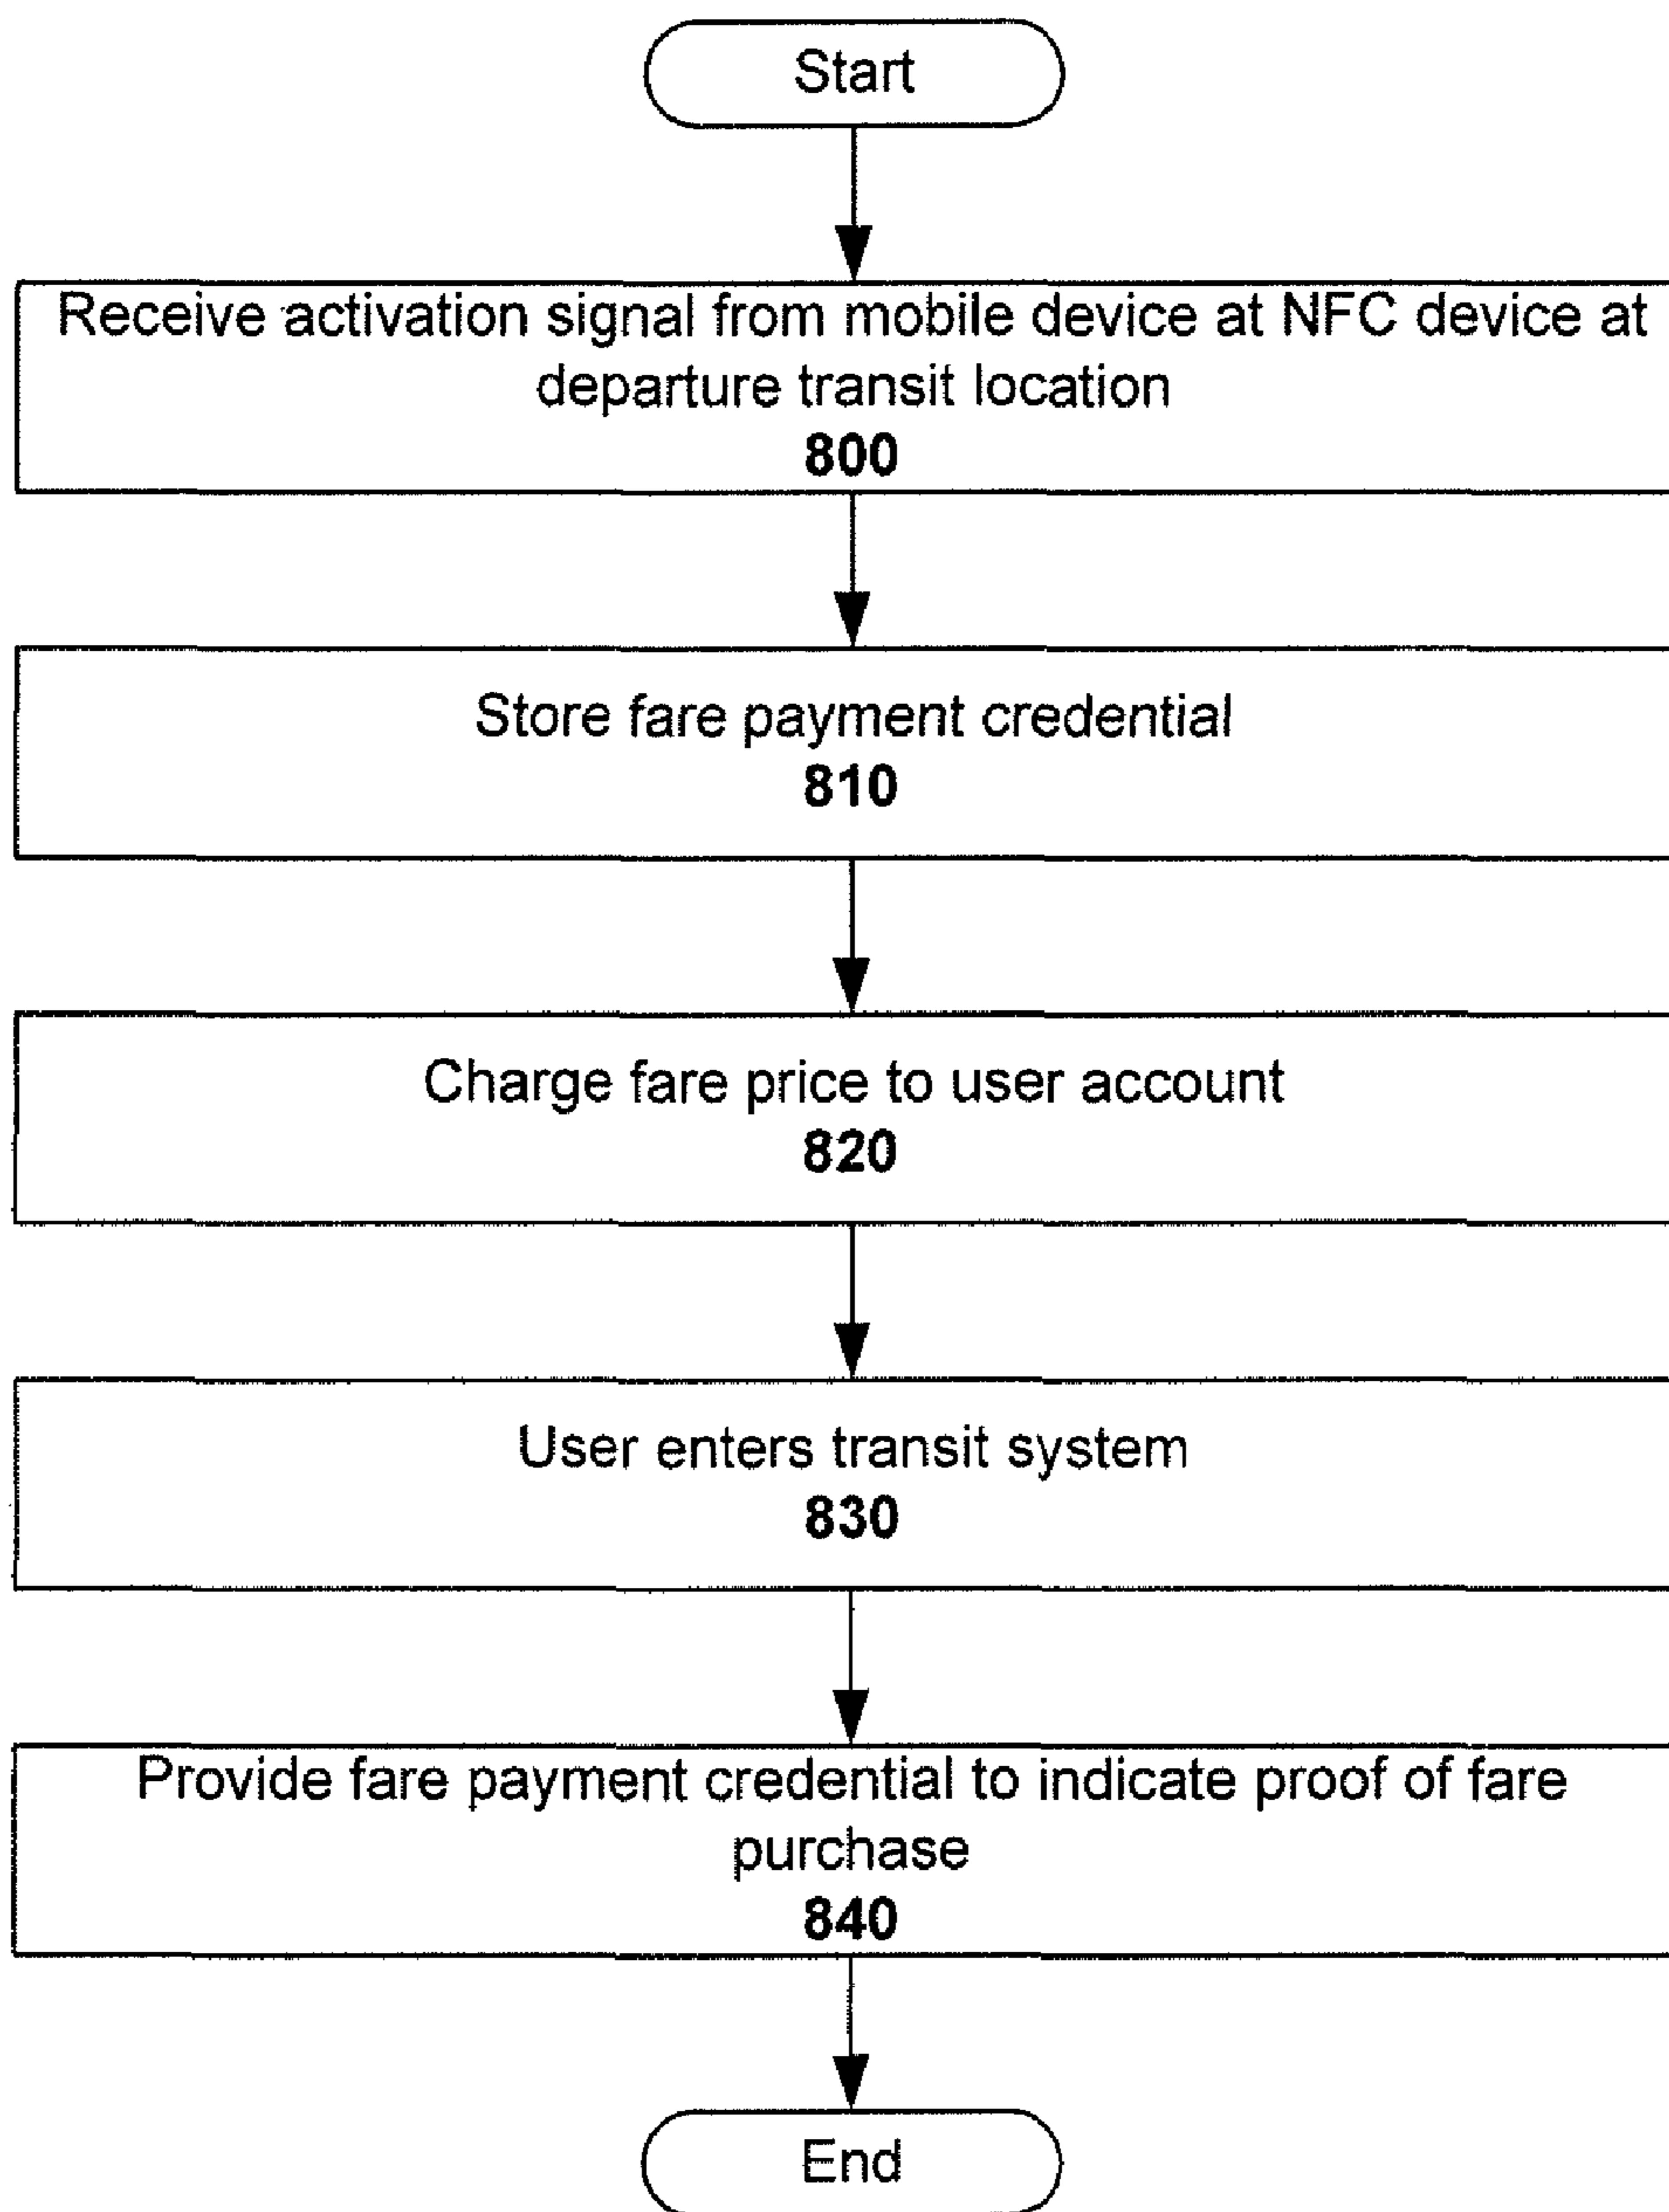 Start
Receive activation signal from mobile device at NFC device at
departure transit location
800
Store fare payment credential
810
Charge fare price to user account
820
User enters transit system
830
Provide fare payment credential to indicate proof of fare
purchase
840
End